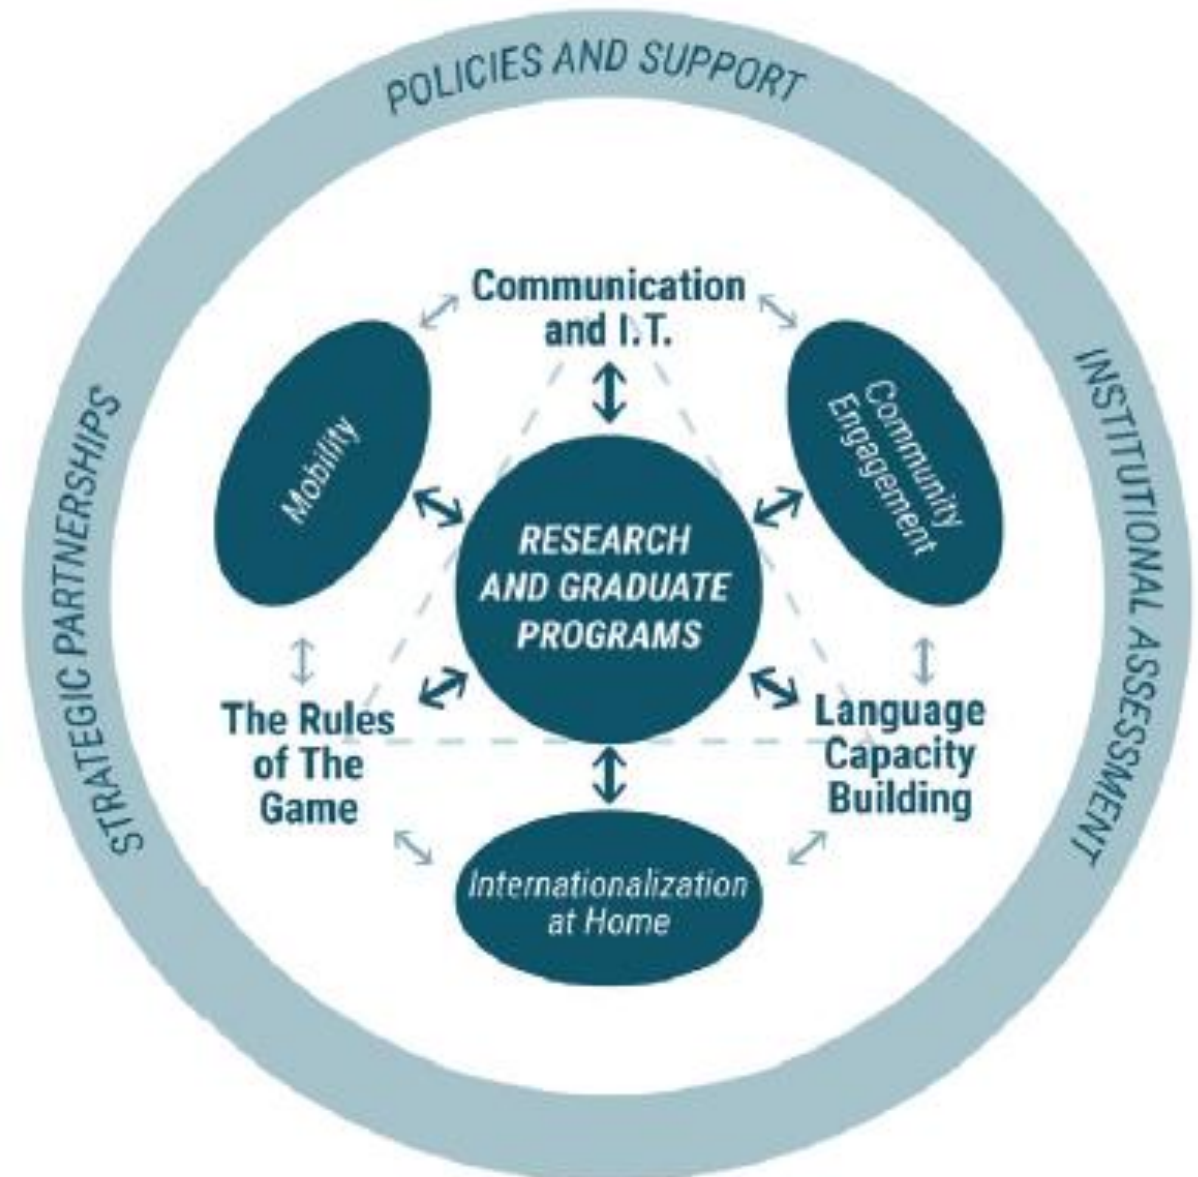 POLICIES AND SUPPORT
STRATEGIC PARTNERSHIPS
INSTITUTIONAL ASSESSMENT
Communication
and I.T.
Mobility
Community
Engagement
RESEARCH
AND GRADUATE
PROGRAMS
The Rules
of The
Game
Language
Capacity
Building
Internationalization
at Home